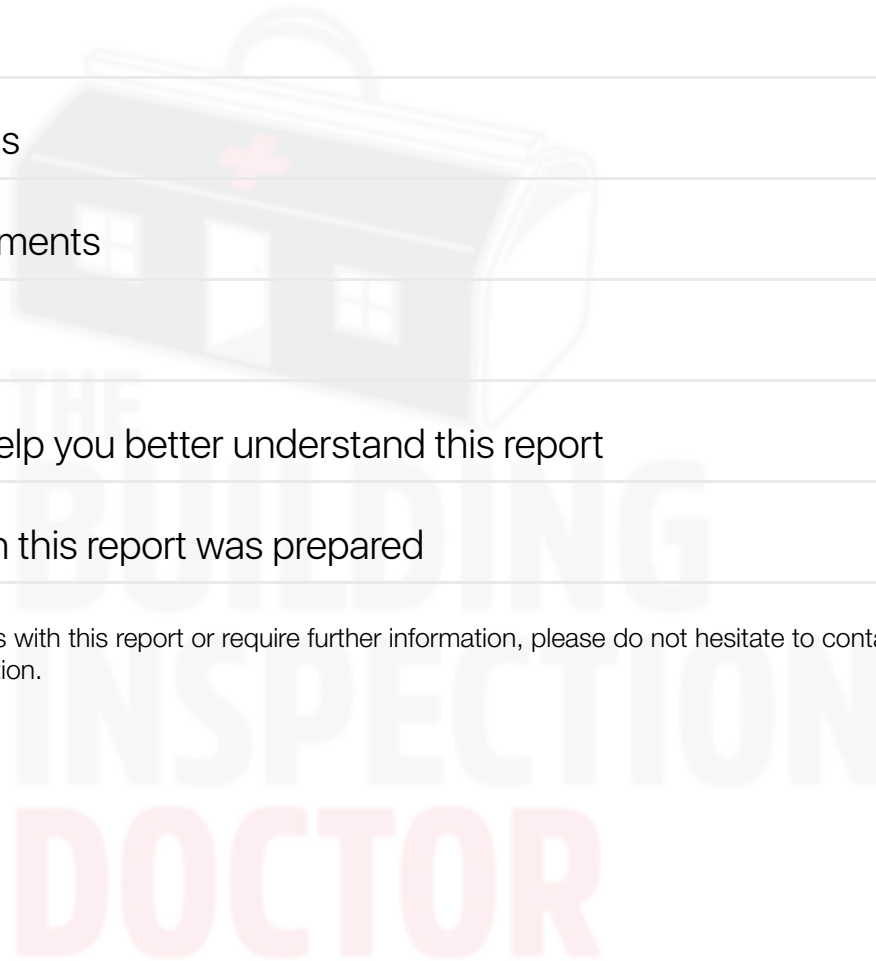 s
ments
elp you better understand this report
n this report was prepared
s with this report or require further information, please do not hesitate to conta
tion.
THE
BUILDING
INSPECTION
DOCTOR